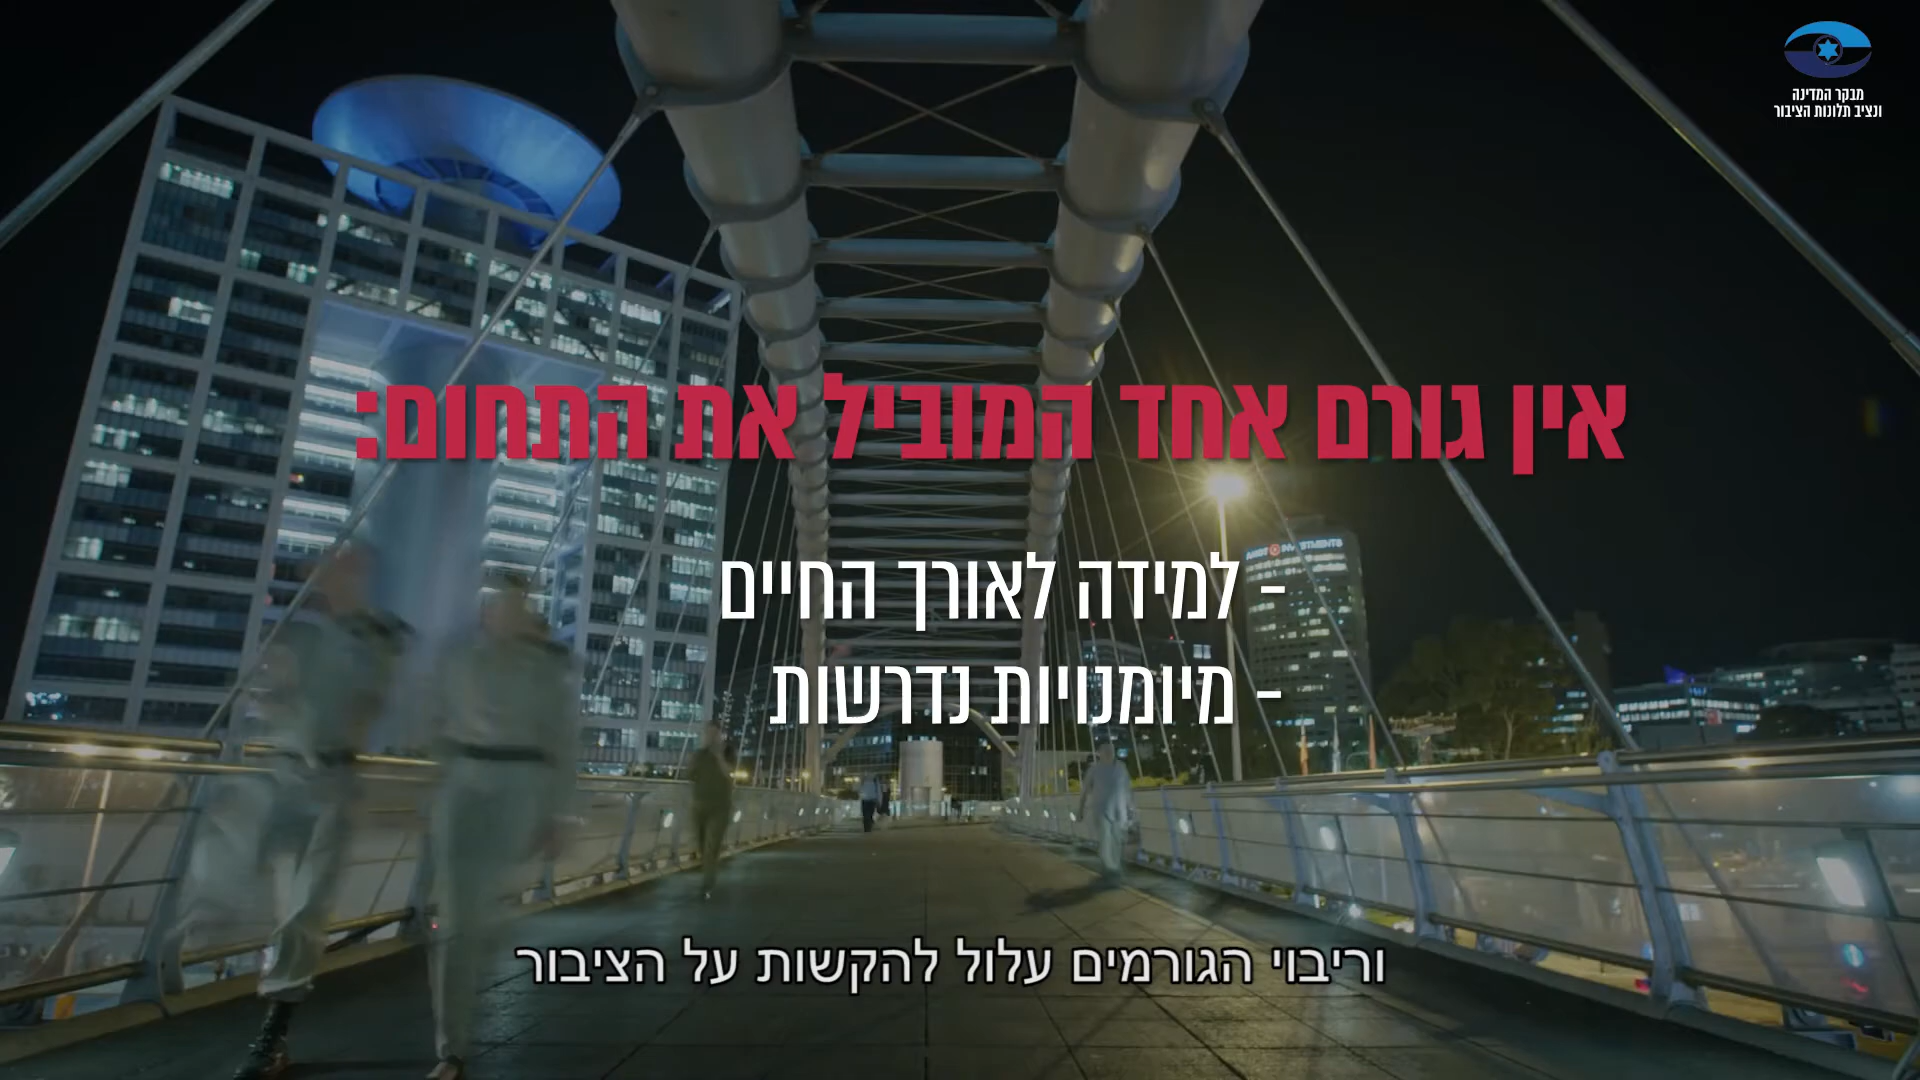 מבקר המדינה
ונציב תלונות הציבור
אין גורם אחד המוביל את התחום:
- למידה לאורך החיים
- מיומנויות נדרשות
INVESTMENTS
וריבוי הגורמים עלול להקשות על הציבור